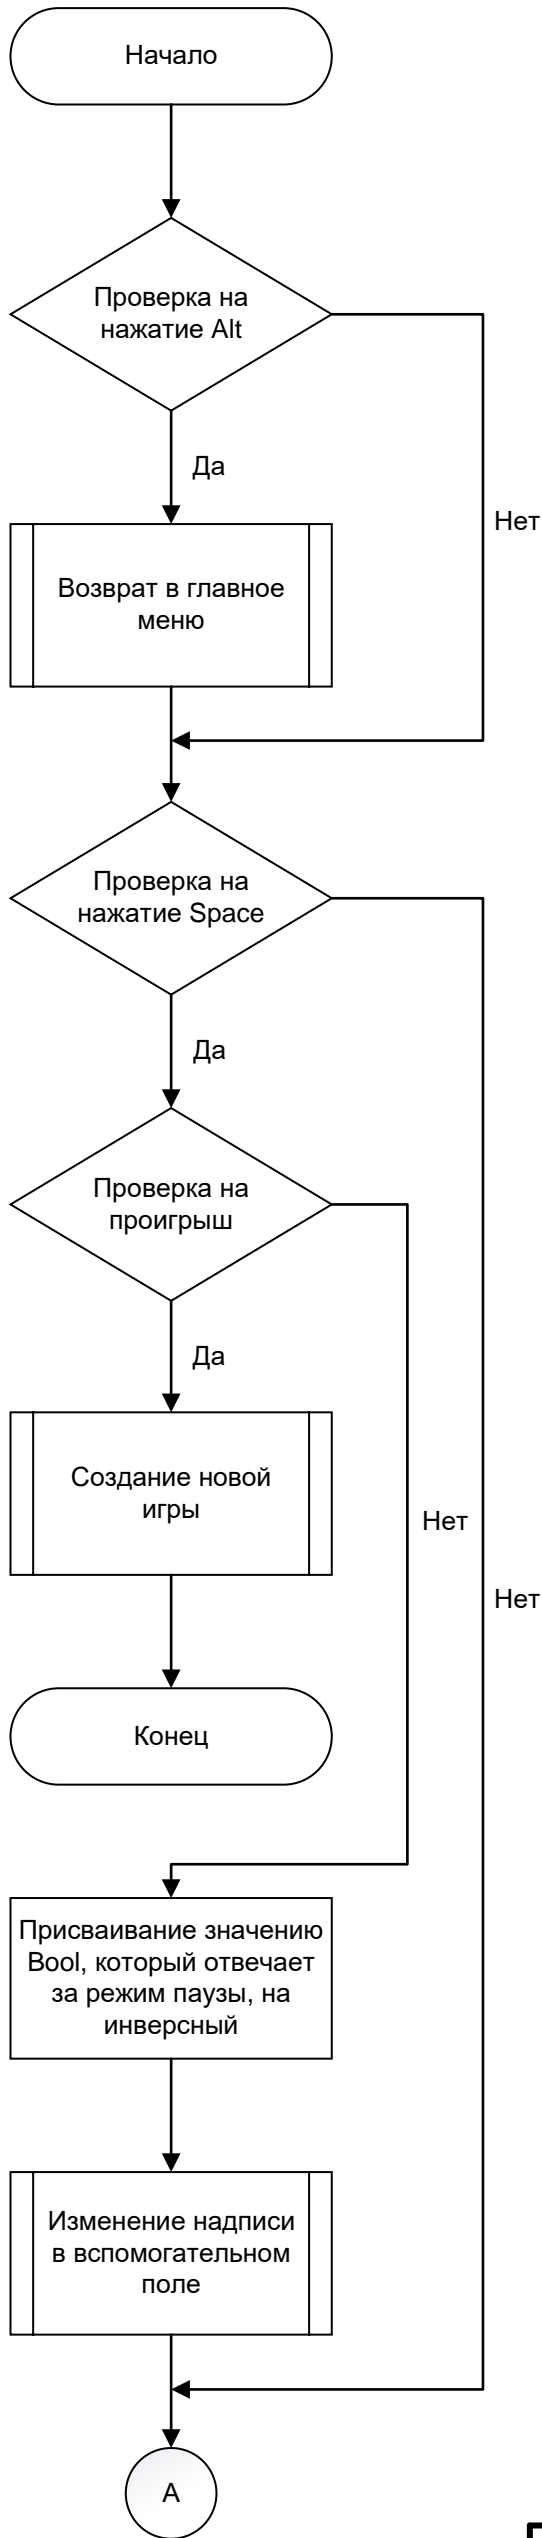 Начало
Проверка на
нажатие Alt
Да
Нет
Возврат в главное
меню
Проверка на
нажатие Space
Да
Проверка на
проигрыш
Да
Создание новой
игры
Нет
Нет
Конец
Присваивание значению
Bool, который отвечает
за режим паузы, на
инверсный
Изменение надписи
в вспомогательном
поле
А